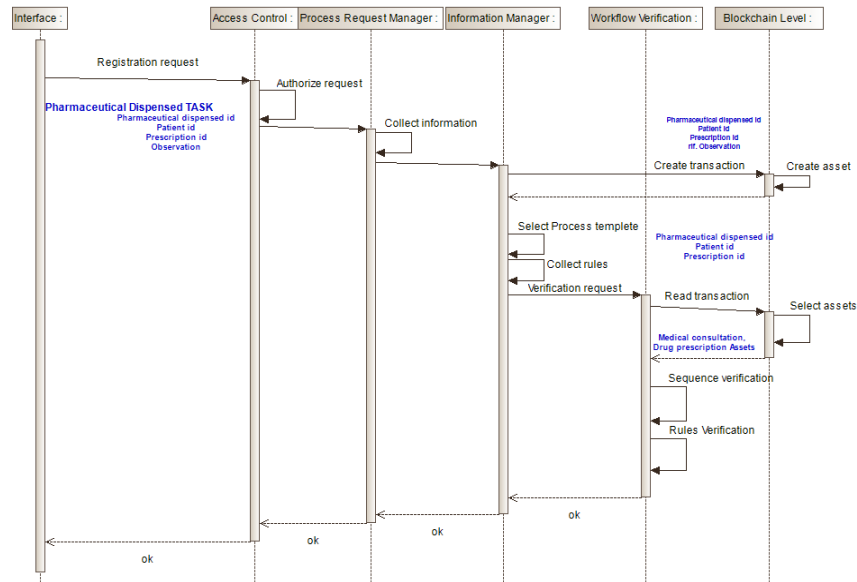 Interface :
Access Control :
Process Request Manager :
Information Manager :
Workflow Verification :
Blockchain Level :
Registration request
Authorize request
Pharmaceutical Dispensed TASK
Pharmaceutical dispensed id
Patient id
Prescription id
Observation
Collect information
Pharmaceutical dispensed id
Patient id
Prescription id
rif. Observation
Create transaction
Create asset
Select Process templete
Pharmaceutical dispensed id
Patient id
Prescription id
Collect rules
Verification request
Read transaction
Select assets
Medical consultation,
Drug prescription Assets
Sequence verification
Rules Verification
ok
ok
ok
ok